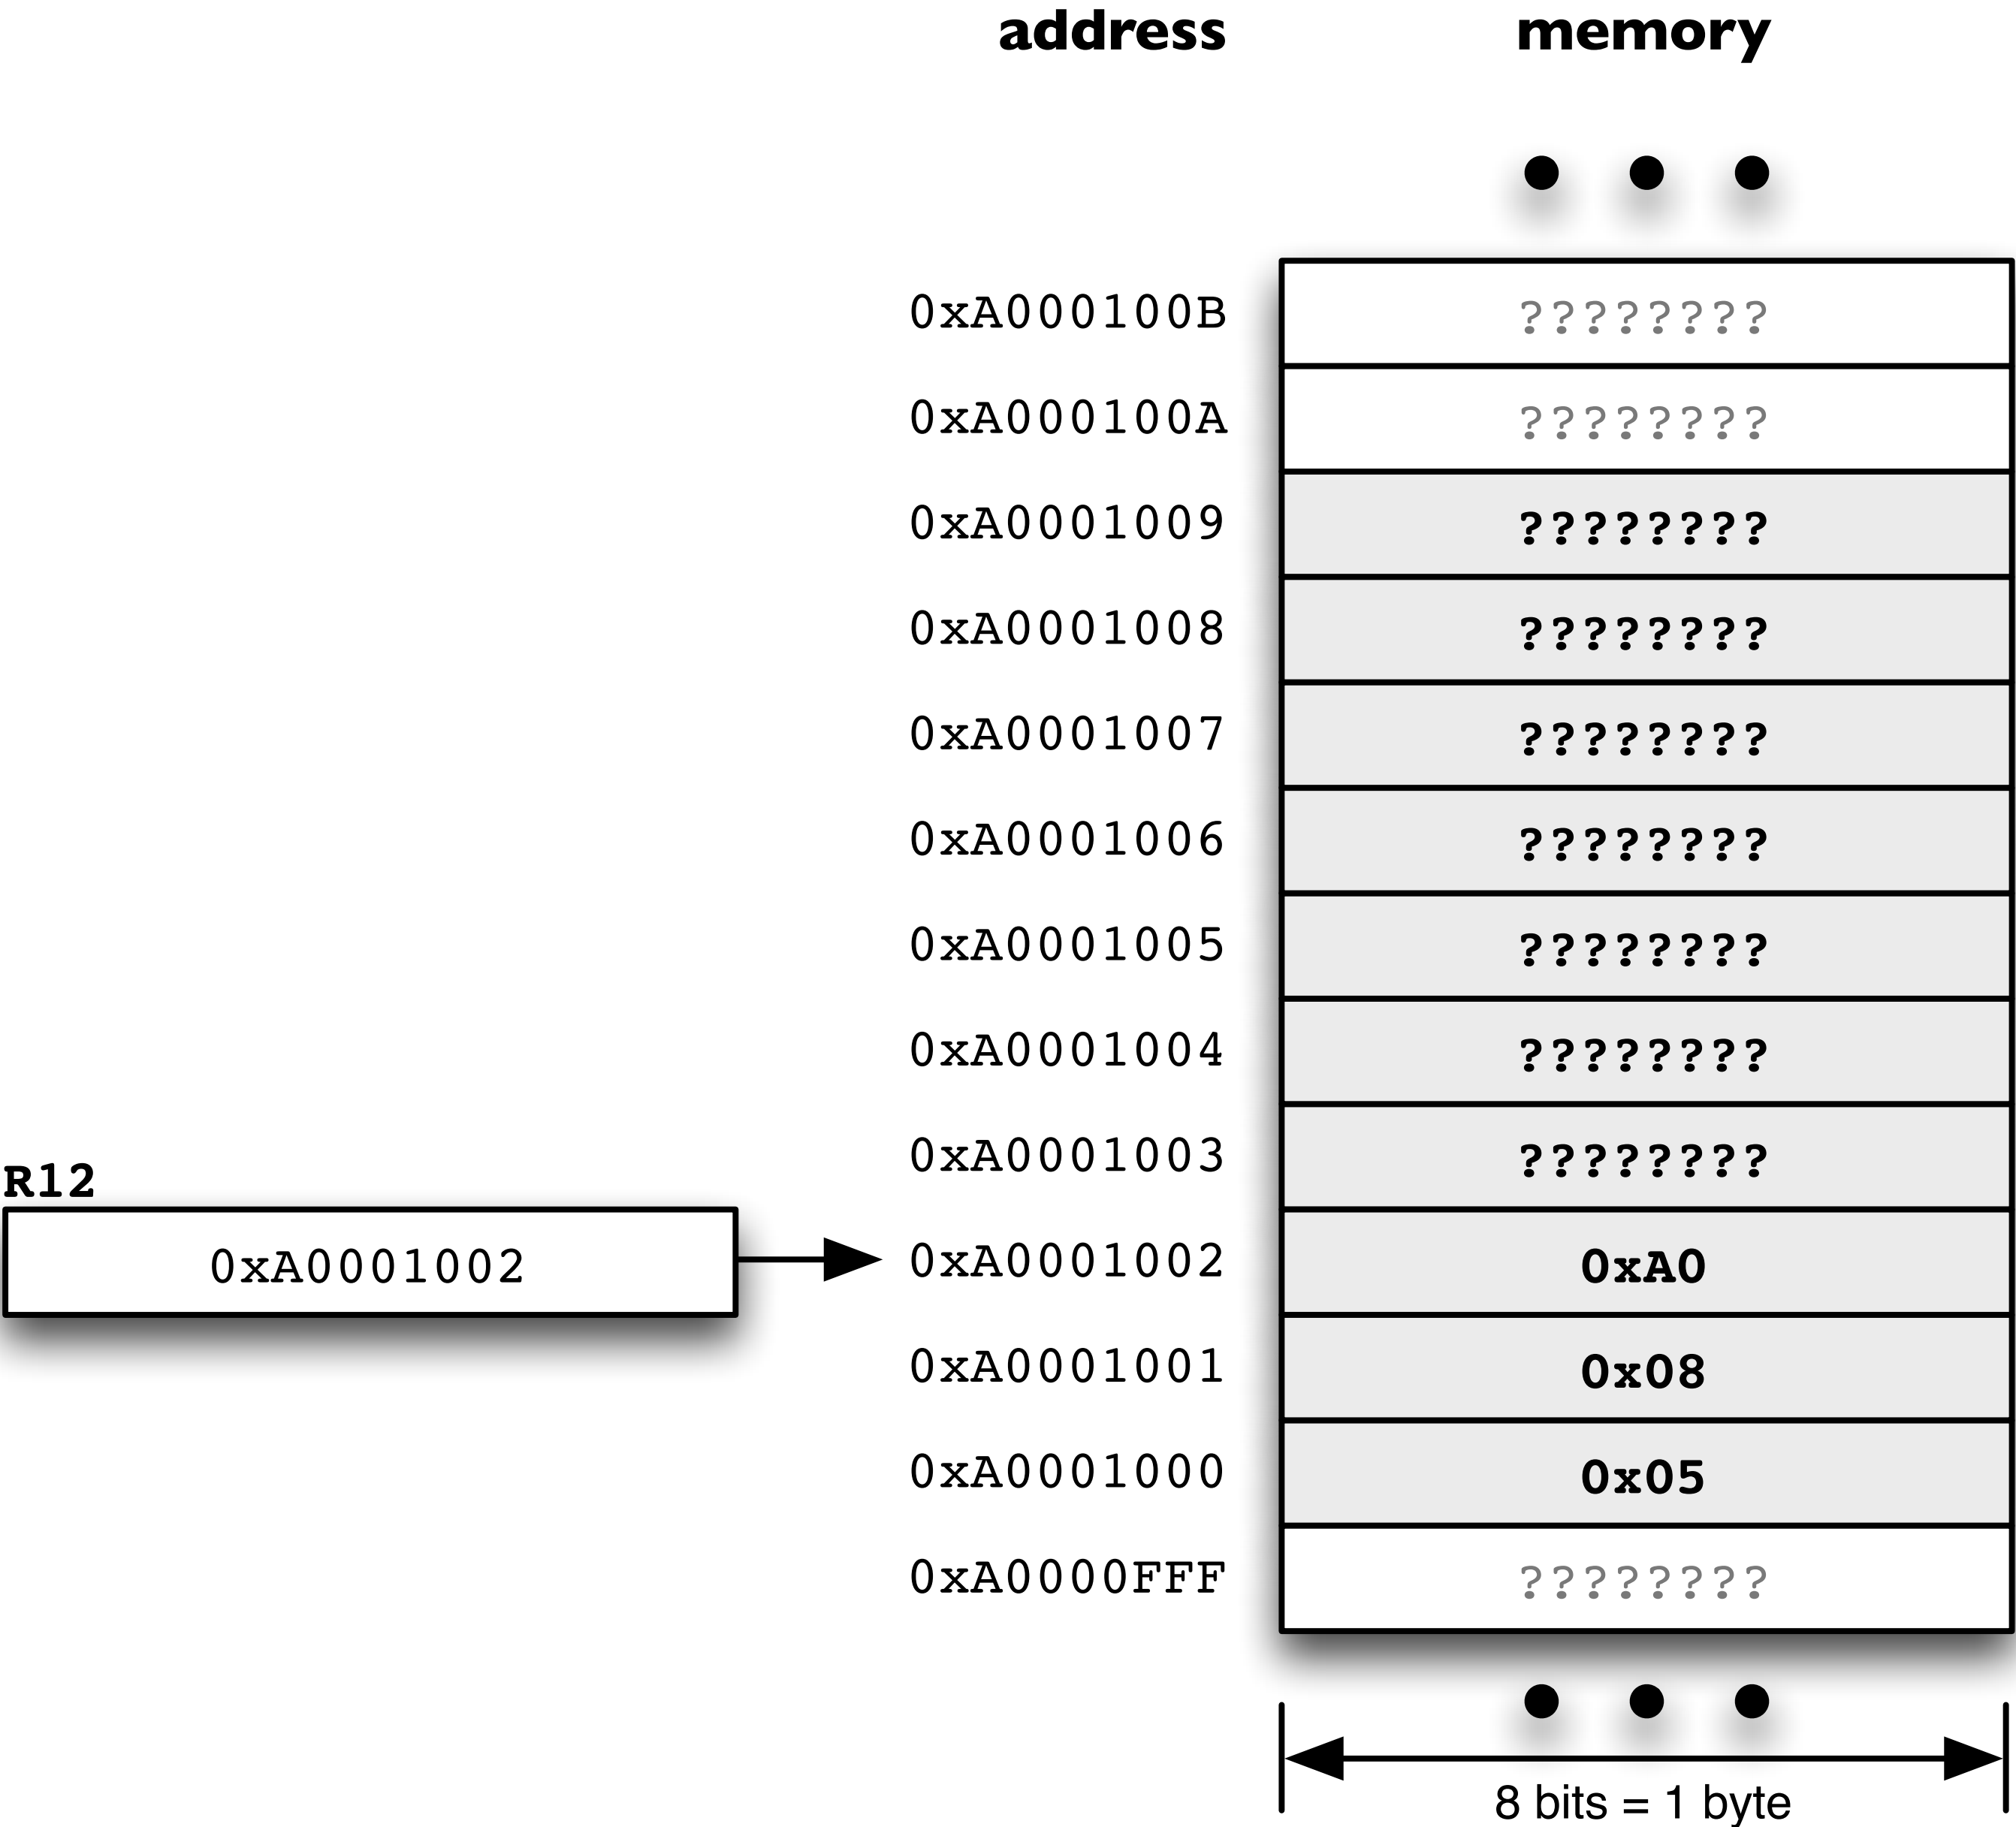 address memory
0xA000100B ????????
0xA000100A ????????
0xA0001009 ????????
0xA0001008 ????????
0xA0001007 ????????
0xA0001006 ????????
0xA0001005 ????????
0xA0001004 ????????
0xA0001003 ????????
R12
0xA0001002 0xA0001002 0xA0
0xA0001001 0x08
0xA0001000 0x05
0xA0000FFF ????????
8 bits = 1 byte